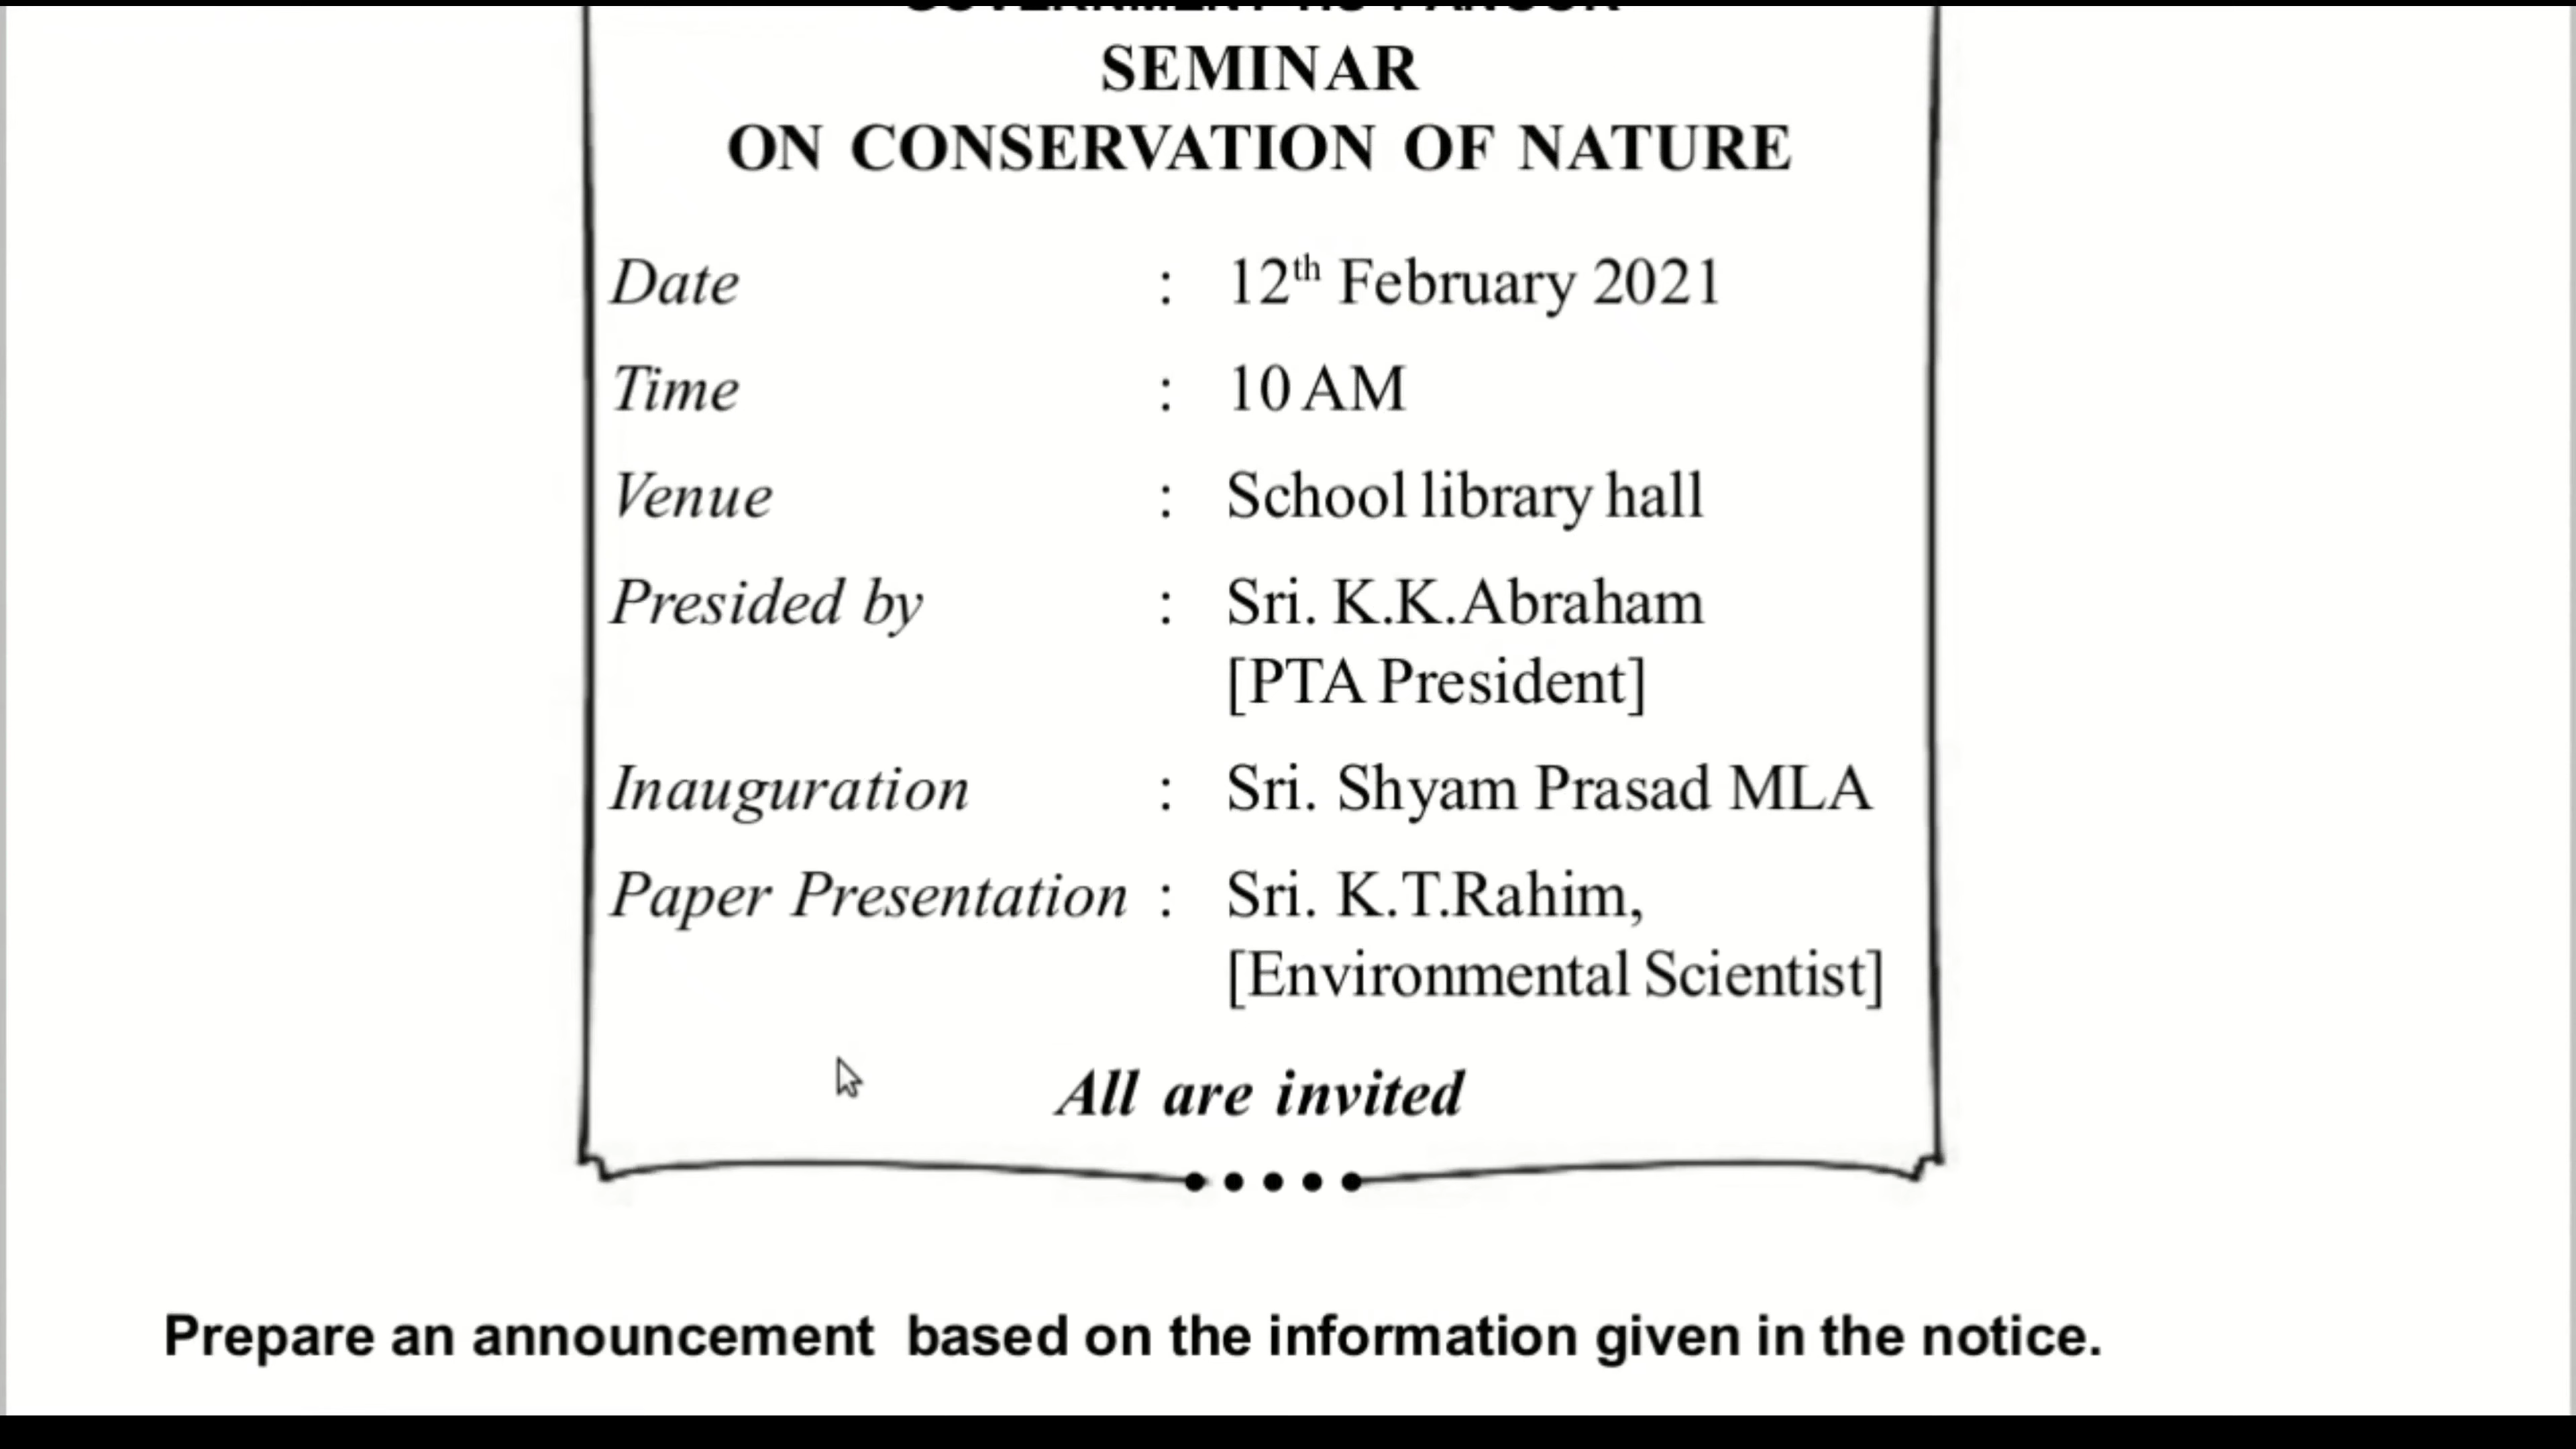 SEMINAR
ON CONSERVATION OF NATURE
Date : 12th February 2021
Time : 10 AM
Venue : School library hall
Presided by : Sri. K.K.Abraham
[PTA President]
Inauguration : Sri. Shyam Prasad MLA
Paper Presentation : Sri. K.T.Rahim,
[Environmental Scientist]
All are invited
Prepare an announcement based on the information given in the notice.